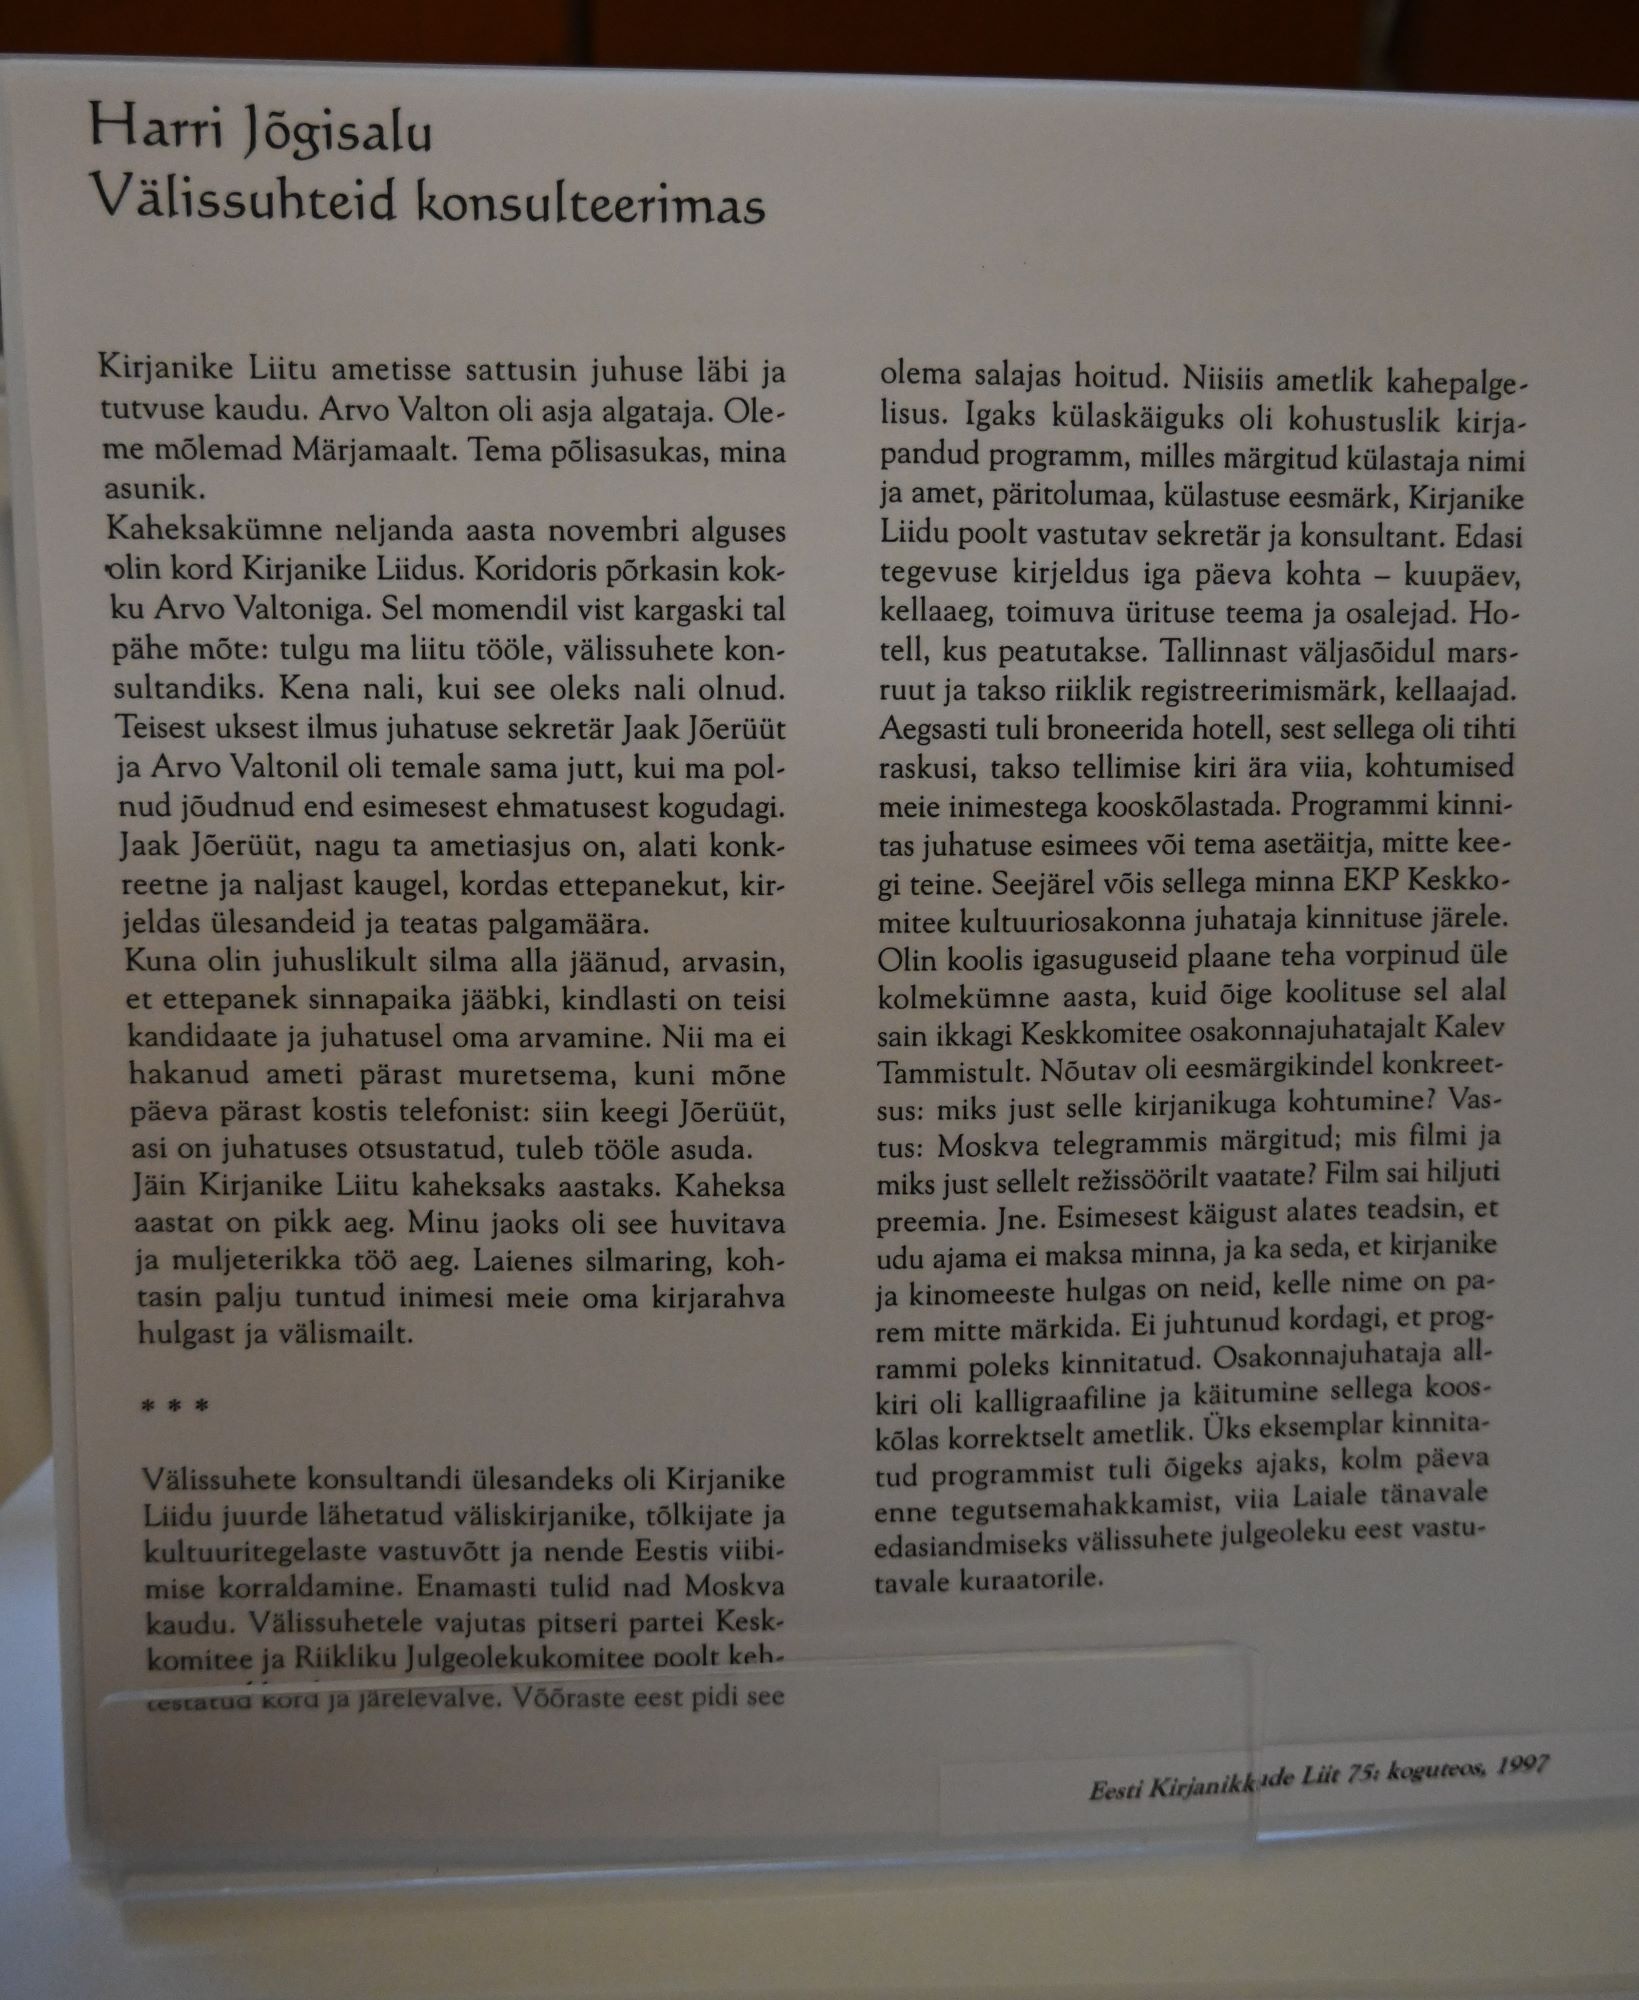 Harri Jõgisalu
Välissuhteid konsulteerimas
Kirjanike Liitu ametisse sattusin juhuse läbi ja
tutvuse kaudu. Arvo Valton oli asja algataja. Ole-
me mõlemad Märjamaalt. Tema põlisasukas, mina
asunik.
Kaheksakümne neljanda aasta novembri alguses
olin kord Kirjanike Liidus. Koridoris põrkasin kok-
ku Arvo Valtoniga. Sel momendil vist kargaski tal
pähe mõte: tulgu ma liitu tööle, välissuhete kon-
sultandiks. Kena nali, kui see oleks nali olnud.
Teisest uksest ilmus juhatuse sekretär Jaak Jõerüüt
ja Arvo Valtonil oli temale sama jutt, kui ma pol-
nud jõudnud end esimesest ehmatusest kogudagi.
Jaak Jõerüüt, nagu ta ametiasjus on, alati konk-
reetne ja naljast kaugel, kordas ettepanekut, kir-
jeldas ülesandeid ja teatas palgamäära.
Kuna olin juhuslikult silma alla jäänud, arvasin,
et ettepanek sinnapaika jääbki, kindlasti on teisi
kandidaate ja juhatusel oma arvamine. Nii ma ei
hakanud ameti pärast muretsema, kuni mõne
päeva pärast kostis telefonist: siin keegi Jõerüüt,
asi on juhatuses otsustatud, tuleb tööle asuda.
Jäin Kirjanike Liitu kaheksaks aastaks. Kaheksa
aastat on pikk aeg. Minu jaoks oli see huvitava
ja muljeterikka töö aeg. Laienes silmaring, koh-
tasin palju tuntud inimesi meie oma kirjarahva
hulgast ja välismailt.
* * *
Välissuhete konsultandi ülesandeks oli Kirjanike
Liidu juurde lähetatud väliskirjanike, tõlkijate ja
kultuuritegelaste vastuvõtt ja nende Eestis viibi-
mise korraldamine. Enamasti tulid nad Moskva
kaudu. Välissuhetele vajutas pitseri partei Kesk-
komitee ja Riikliku Julgeolekukomitee poolt keh-
testatud kord ja järelevalve. Võõraste eest pidi see
olema salajas hoitud. Niisiis ametlik kahepalge-
lisus. Igaks külaskäiguks oli kohustuslik kirja-
pandud programm, milles märgitud külastaja nimi
ja amet, päritolumaa, külastuse eesmärk, Kirjanike
Liidu poolt vastutav sekretär ja konsultant. Edasi
tegevuse kirjeldus iga päeva kohta – kuupäev,
kellaaeg, toimuva ürituse teema ja osalejad. Ho-
tell, kus peatutakse. Tallinnast väljasõidul mars-
ruut ja takso riiklik registreerimismärk, kellaajad.
Aegsasti tuli broneerida hotell, sest sellega oli tihti
raskusi, takso tellimise kiri ära viia, kohtumised
meie inimestega kooskõlastada. Programmi kinni-
tas juhatuse esimees või tema asetäitja, mitte kee-
gi teine. Seejärel võis sellega minna EKP Keskko-
mitee kultuuriosakonna juhataja kinnituse järele.
Olin koolis igasuguseid plaane teha vorpinud üle
kolmekümne aasta, kuid õige koolituse sel alal
sain ikkagi Keskkomitee osakonnajuhatajalt Kalev
Tammistult. Nõutav oli eesmärgikindel konkreet-
sus: miks just selle kirjanikuga kohtumine? Vas-
tus: Moskva telegrammis märgitud; mis filmi ja
miks just sellelt režissöörilt vaatate? Film sai hiljuti
preemia. Jne. Esimesest käigust alates teadsin, et
udu ajama ei maksa minna, ja ka seda, et kirjanike
ja kinomeeste hulgas on neid, kelle nime on pa-
rem mitte märkida. Ei juhtunud kordagi, et prog-
rammi poleks kinnitatud. Osakonnajuhataja all-
kiri oli kalligraafiline ja käitumine sellega koos-
kõlas korrektselt ametlik. Üks eksemplar kinnita-
tud programmist tuli õigeks ajaks, kolm päeva
enne tegutsemahakkamist, viia Laiale tänavale
edasiandmiseks välissuhete julgeoleku eest vastu-
tavale kuraatorile.
Eesti Kirjanikkude Liit 75: koguteos, 1997